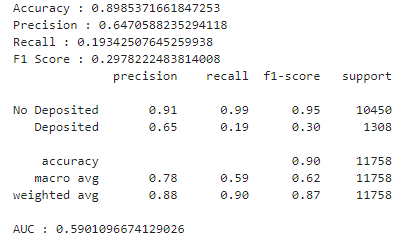 Accuracy : 0.8985371661847253
Precision : 0.6470588235294118
Recall : 0.19342507645259938
F1 Score : 0.2978222483814008
precision recall f1-score support
No Deposited 0.91 0.99 0.95 10450
Deposited 0.65 0.19 0.30 1308
accuracy 0.90 11758
macro avg 0.78 0.59 0.62 11758
weighted avg 0.88 0.90 0.87 11758
AUC : 0.5901096674129026